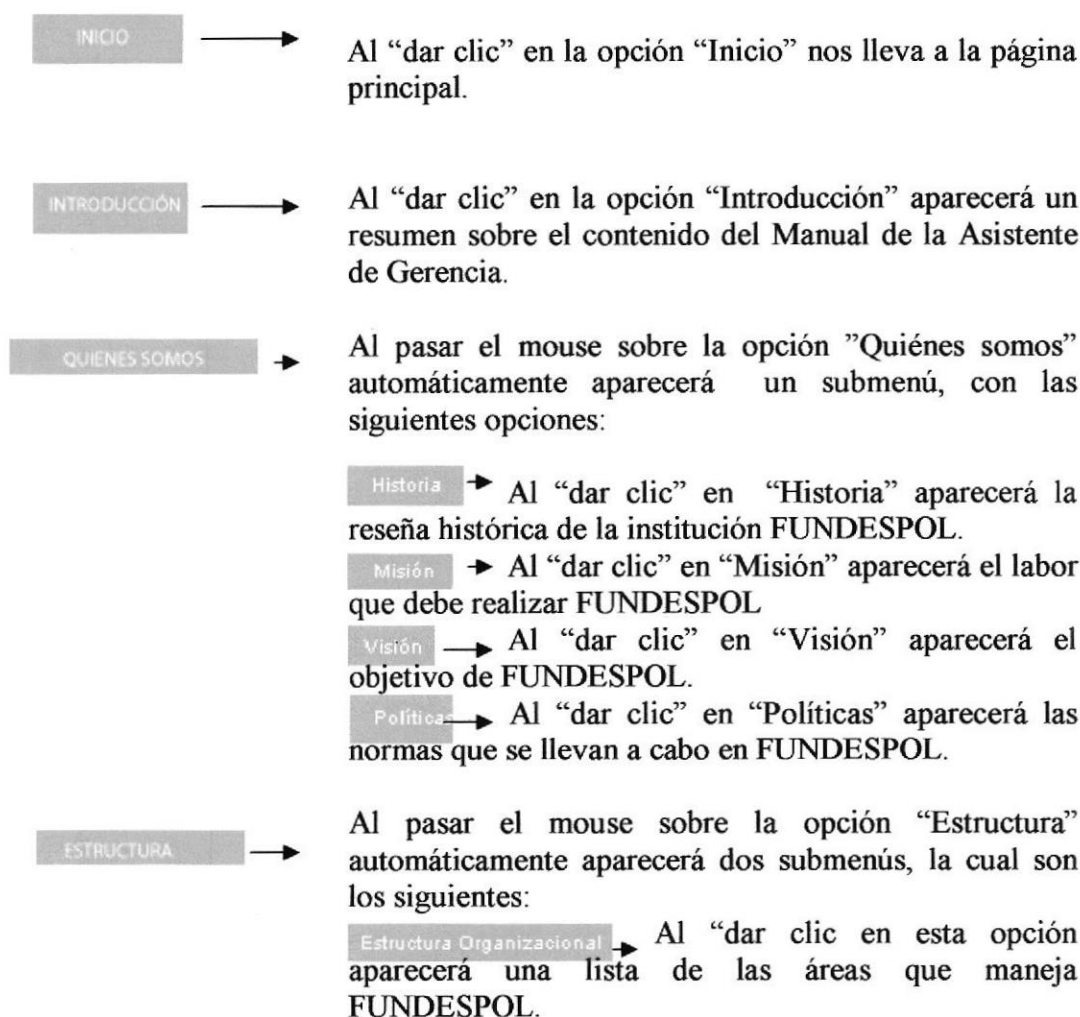 INICIO
Al “dar clic” en la opción “Inicio” nos lleva a la página
principal.
INTRODUCCIÓN
Al “dar clic” en la opción “Introducción” aparecerá un
resumen sobre el contenido del Manual de la Asistente
de Gerencia.
QUIENES SOMOS
Al pasar el mouse sobre la opción ”Quiénes somos”
automáticamente aparecerá un submenú, con las
siguientes opciones:
Historia Al “dar clic” en “Historia” aparecerá la
reseña histórica de la institución FUNDESPOL.
Misión Al “dar clic” en “Misión” aparecerá el labor
que debe realizar FUNDESPOL
Visión Al “dar clic” en “Visión” aparecerá el
objetivo de FUNDESPOL.
Políticas Al “dar clic” en “Políticas” aparecerá las
normas que se llevan a cabo en FUNDESPOL.
ESTRUCTURA
Al pasar el mouse sobre la opción “Estructura”
automáticamente aparecerá dos submenús, la cual son
los siguientes:
Estructura Organizacional Al “dar clic en esta opción
aparecerá una lista de las áreas que maneja
FUNDESPOL.